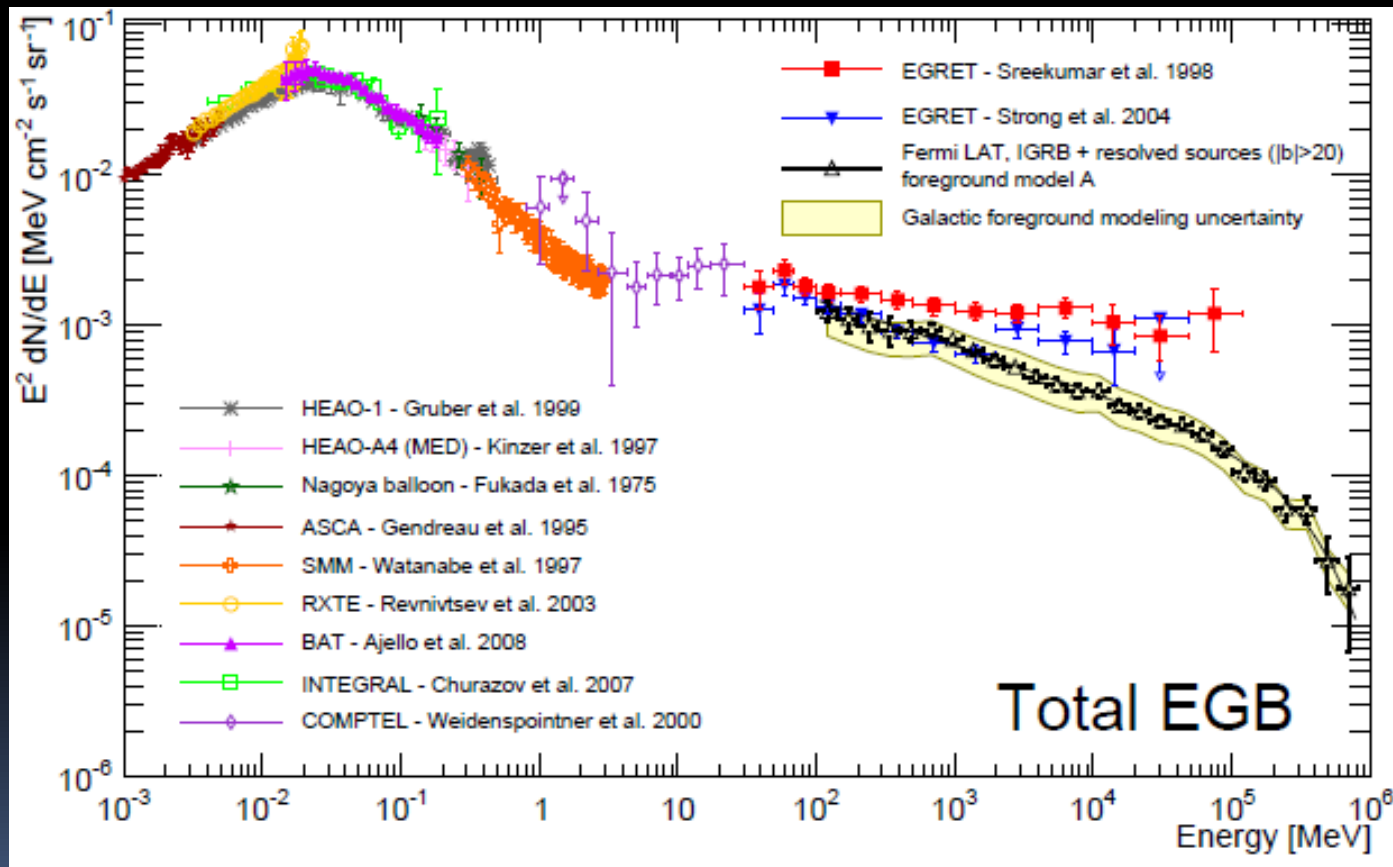 E² dN/dE [MeV cm⁻² s⁻¹ sr⁻¹]
10⁻¹
10⁻²
10⁻³
10⁻⁴
10⁻⁵
10⁻⁶
EGRET - Sreekumar et al. 1998
EGRET - Strong et al. 2004
Fermi LAT, IGRB + resolved sources (|b|>20)
foreground model A
Galactic foreground modeling uncertainty
HEAO-1 - Gruber et al. 1999
HEAO-A4 (MED) - Kinzer et al. 1997
Nagoya balloon - Fukada et al. 1975
ASCA - Gendreau et al. 1995
SMM - Watanabe et al. 1997
RXTE - Revnivtsev et al. 2003
BAT - Ajello et al. 2008
INTEGRAL - Churazov et al. 2007
COMPTEL - Weidenspointner et al. 2000
Total EGB
10⁻³ 10⁻² 10⁻¹ 1 10 10² 10³ 10⁴ 10⁵ 10⁶
Energy [MeV]